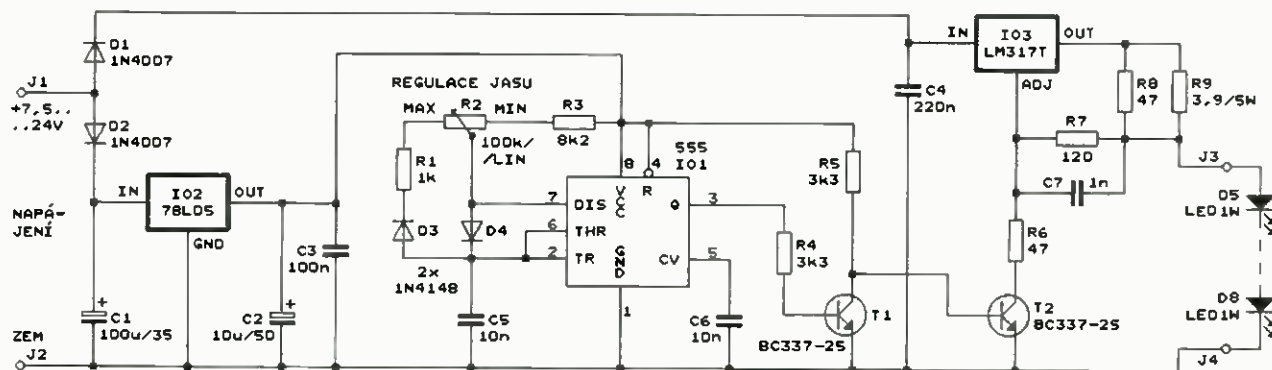 D1
1N4007
J1
+7,5..
..24V
D2
1N4007
IN
IO2
78L05
OUT
GND
NAPÁ-
JENÍ
ZEM
J2
+
C1
100u/35
+
C2
10u/50
C3
100n
REGULACE JASU
MAX
R2
MIN
100k/
/LIN
R3
8k2
R1
1k
D3
D4
2x
1N4148
C5
10n
555
IO1
8
4
7
6
2
3
5
1
VCC
R
DIS
THR
TR
Q
CV
GND
R4
3k3
R5
3k3
C6
10n
T1
BC337-25
C4
220n
IN
IO3
LM317T
OUT
ADJ
R8
47
R9
3,9/5W
R7
120
C7
1n
R6
47
T2
BC337-25
J3
D5
LED1W
D8
LED1W
J4